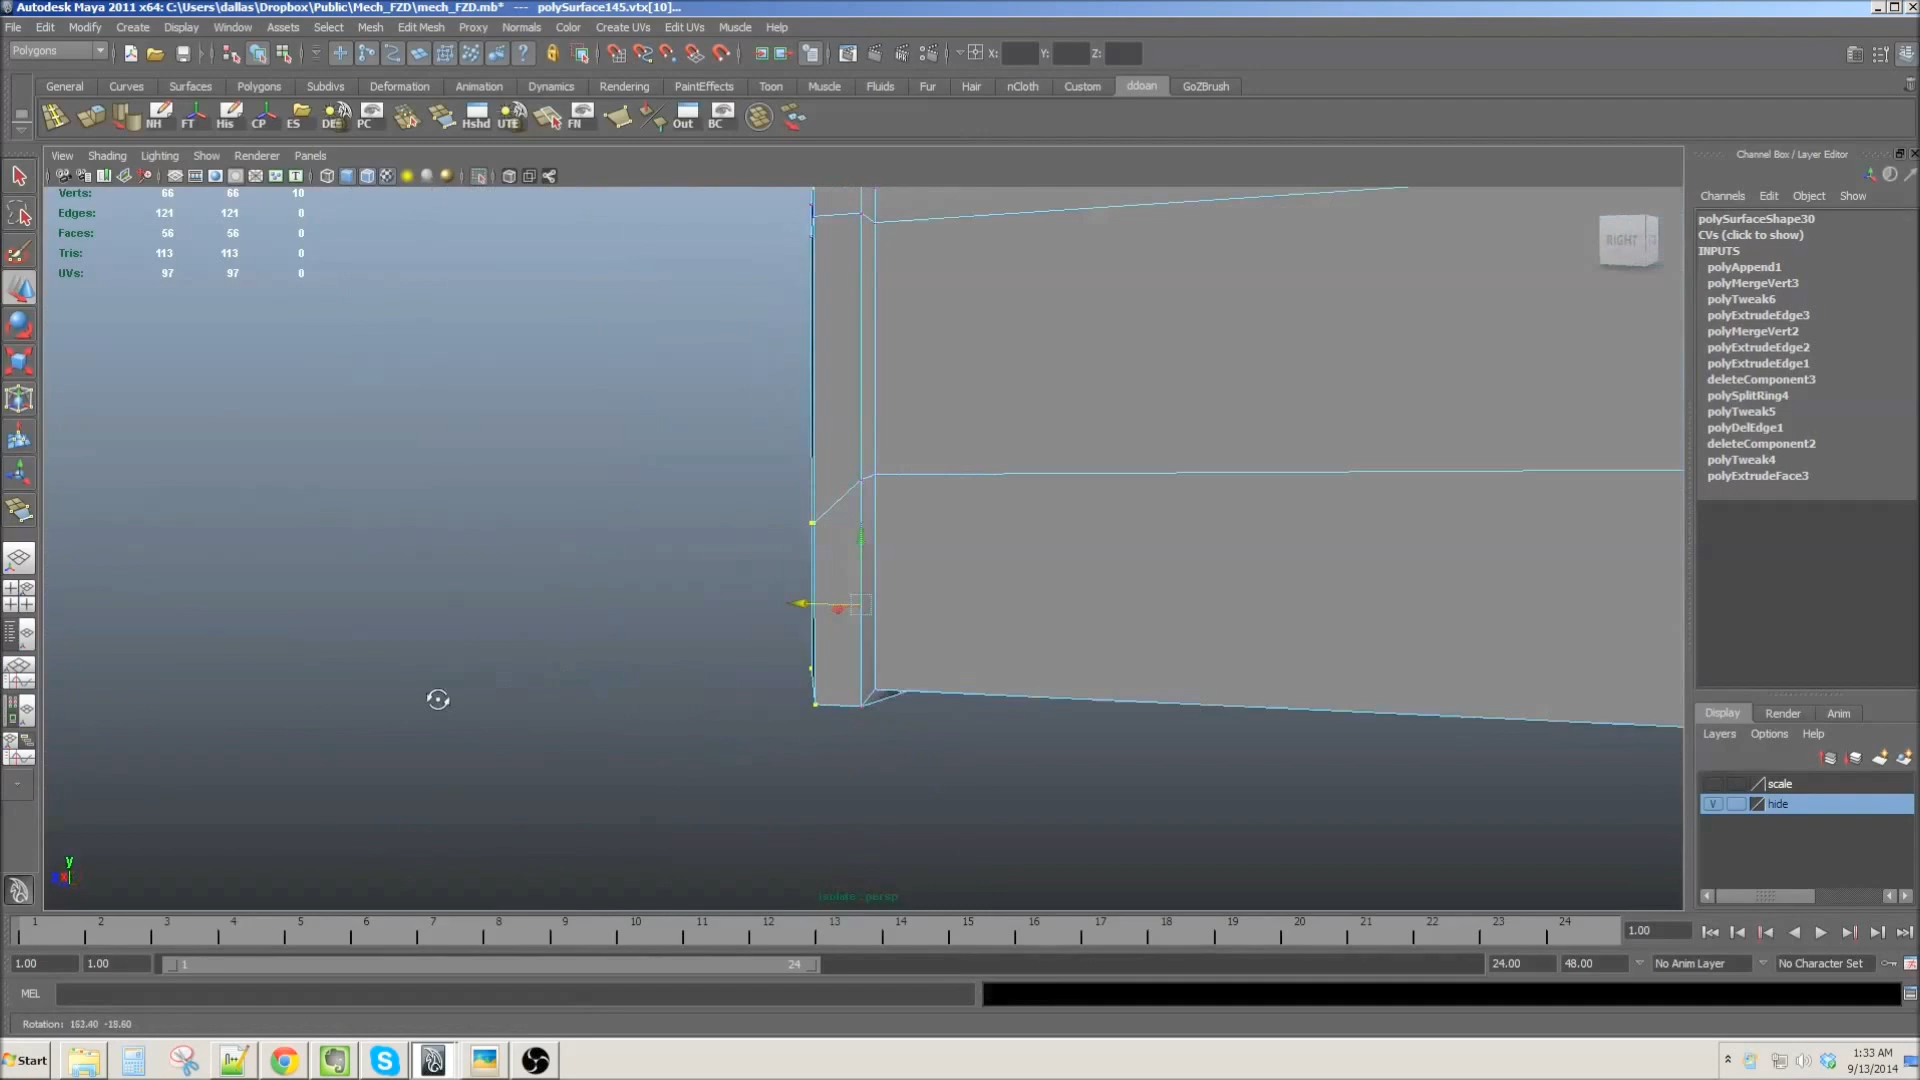 Autodesk Maya 2011 x64: C:\Users\dallas\Dropbox\Public\Mech_FZD\mech_FZD.mb* --- polySurface145.vtx[10]...
File Edit Modify Create Display Window Assets Select Mesh Edit Mesh Proxy Normals Color Create UVs Edit UVs Muscle Help
Polygons X: Y: Z:
General Curves Surfaces Polygons Subdivs Deformation Animation Dynamics Rendering PaintEffects Toon Muscle Fluids Fur Hair nCloth Custom ddoan GoZBrush
NH FT His CP ES DE PC Hshd UTE FN Out BC
View Shading Lighting Show Renderer Panels
Channel Box / Layer Editor
Channels Edit Object Show
Verts: 66 66 10
Edges: 121 121 0
Faces: 56 56 0
Tris: 113 113 0
UVs: 97 97 0
RIGHT
polySurfaceShape30
CVs (click to show)
INPUTS
polyAppend1
polyMergeVert3
polyTweak6
polyExtrudeEdge3
polyMergeVert2
polyExtrudeEdge2
polyExtrudeEdge1
deleteComponent3
polySplitRing4
polyTweak5
polyDelEdge1
deleteComponent2
polyTweak4
polyExtrudeFace3
Display Render Anim
Layers Options Help
scale
V hide
y
x
isolate : persp
1 2 3 4 5 6 7 8 9 10 11 12 13 14 15 16 17 18 19 20 21 22 23 24 1.00
1.00 1.00 1 24 24.00 48.00 No Anim Layer No Character Set
MEL
Rotation: 163.40 -18.60
Start
1:33 AM
9/13/2014